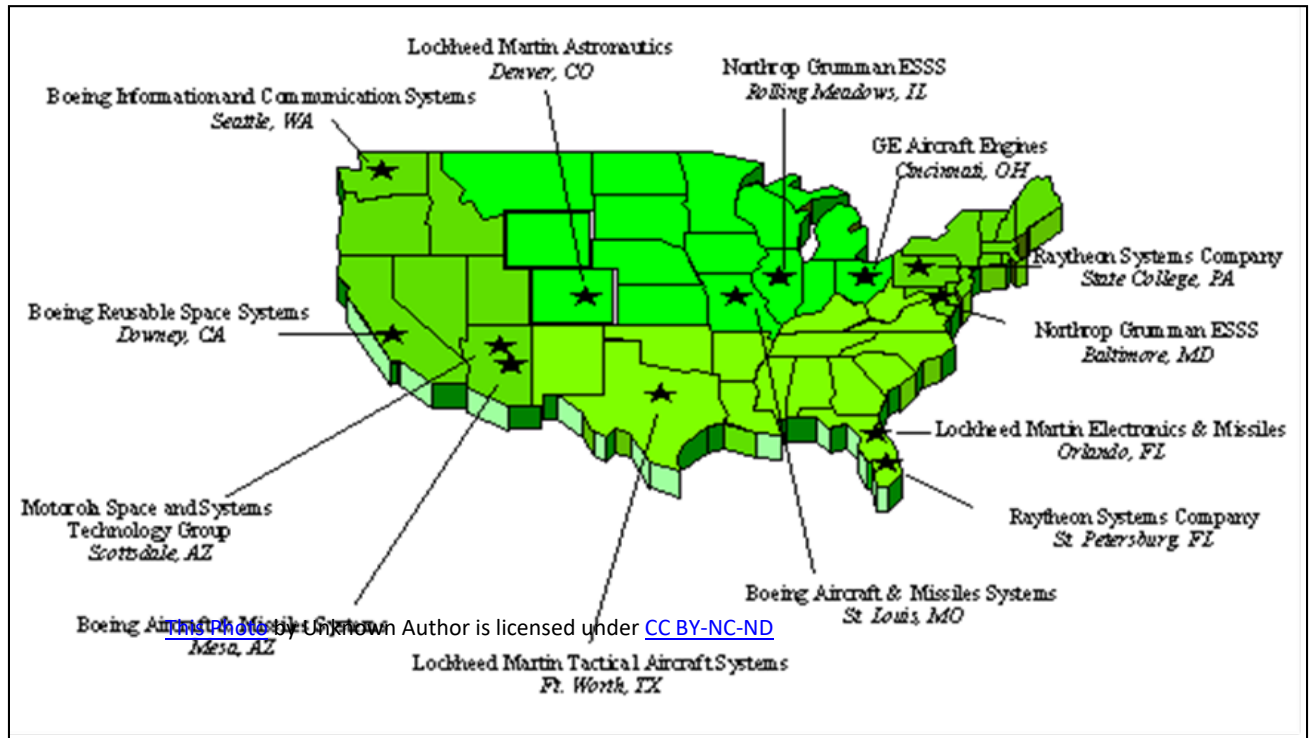 Lockheed Martin Astronautics
Denver, CO
Northrop Grumman ESSS
Rolling Meadows, IL
Boeing Information and Communication Systems
Seattle, WA
GE Aircraft Engines
Cincinnati, OH
Raytheon Systems Company
State College, PA
Boeing Reusable Space Systems
Downey, CA
Northrop Grumman ESSS
Baltimore, MD
Lockheed Martin Electronics & Missiles
Orlando, FL
Motorola Space and Systems
Technology Group
Scottsdale, AZ
Raytheon Systems Company
St. Petersburg, FL
Boeing Aircraft & Missiles Systems
St. Louis, MO
Boeing Aircraft & Missiles Systems
Mesa, AZ
This Photo by Unknown Author is licensed under CC BY-NC-ND
Lockheed Martin Tactical Aircraft Systems
Ft. Worth, TX